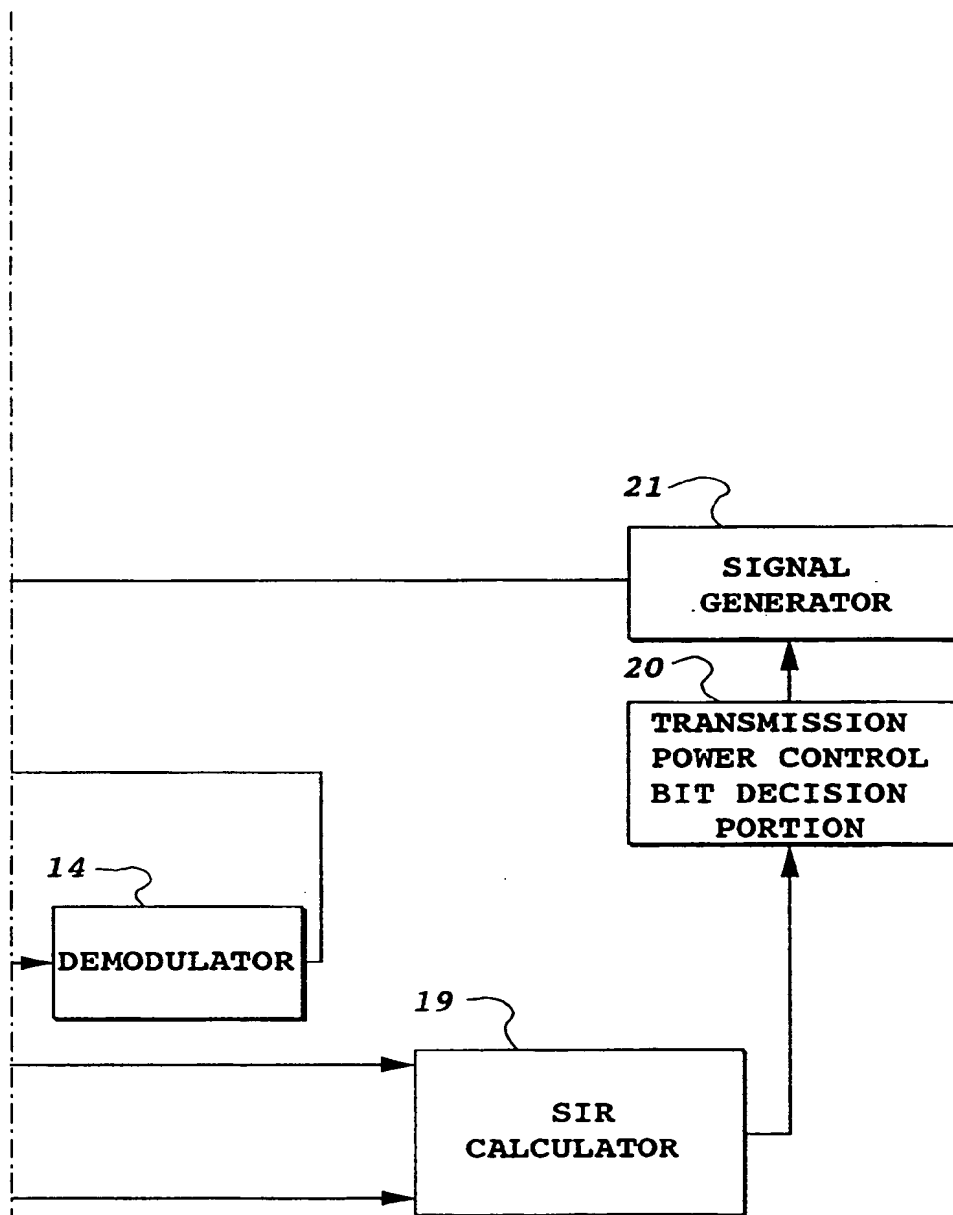 21
SIGNAL
GENERATOR
20
TRANSMISSION
POWER CONTROL
BIT DECISION
PORTION
14
DEMODULATOR
19
SIR
CALCULATOR